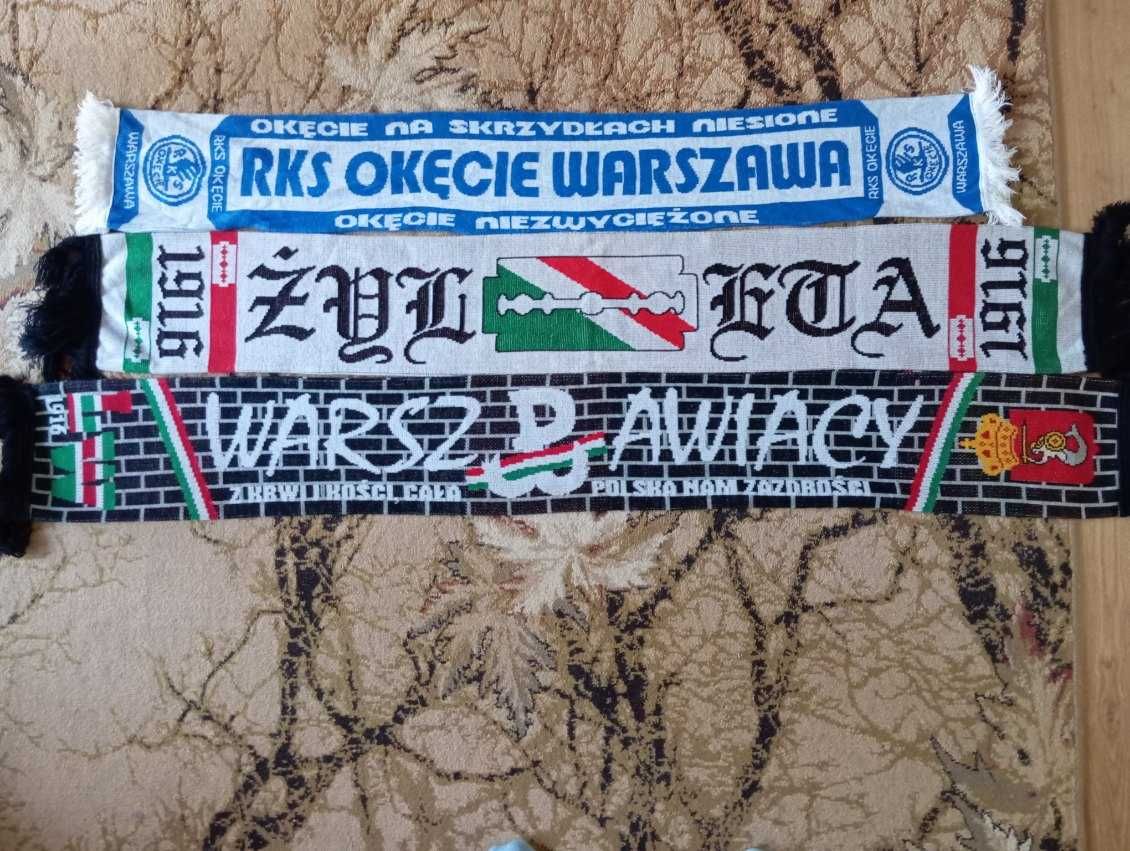 OKĘCIE NA SKRZYDŁACH NIESIONE
WARSZAWA RKS OKĘCIE RKS OKĘCIE WARSZAWA RKS OKĘCIE WARSZAWA
OKĘCIE NIEZWYCIĘŻONE
1916 ŻYL ETA 1916
1916 WARSZ AWIACY
Z KRWI I KOŚCI, CAŁA POLSKA NAM ZAZDROŚCI